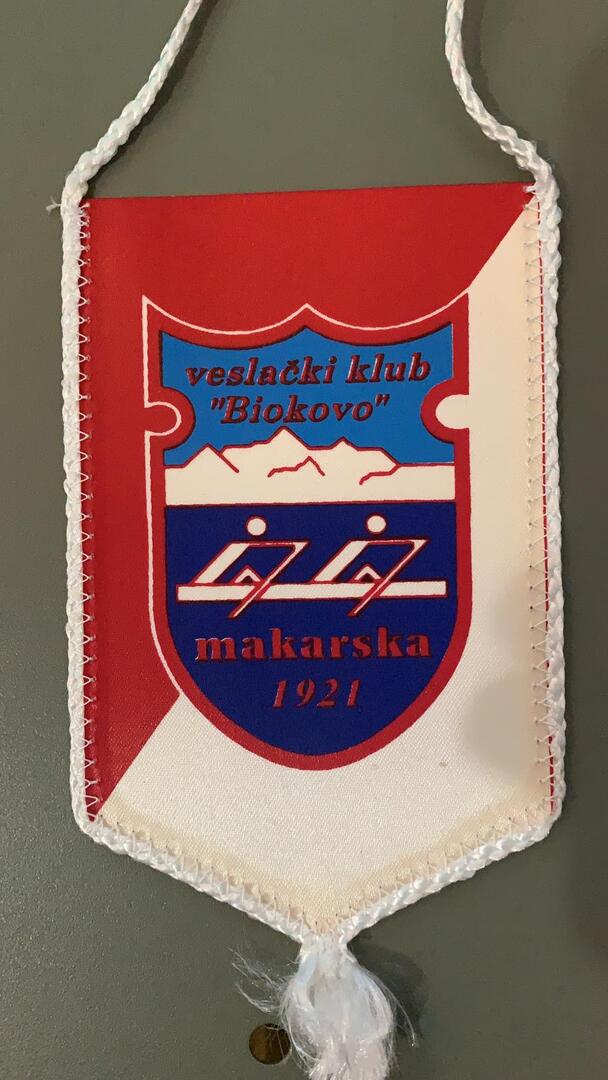 veslački klub
"Biokovo"
makarska
1921